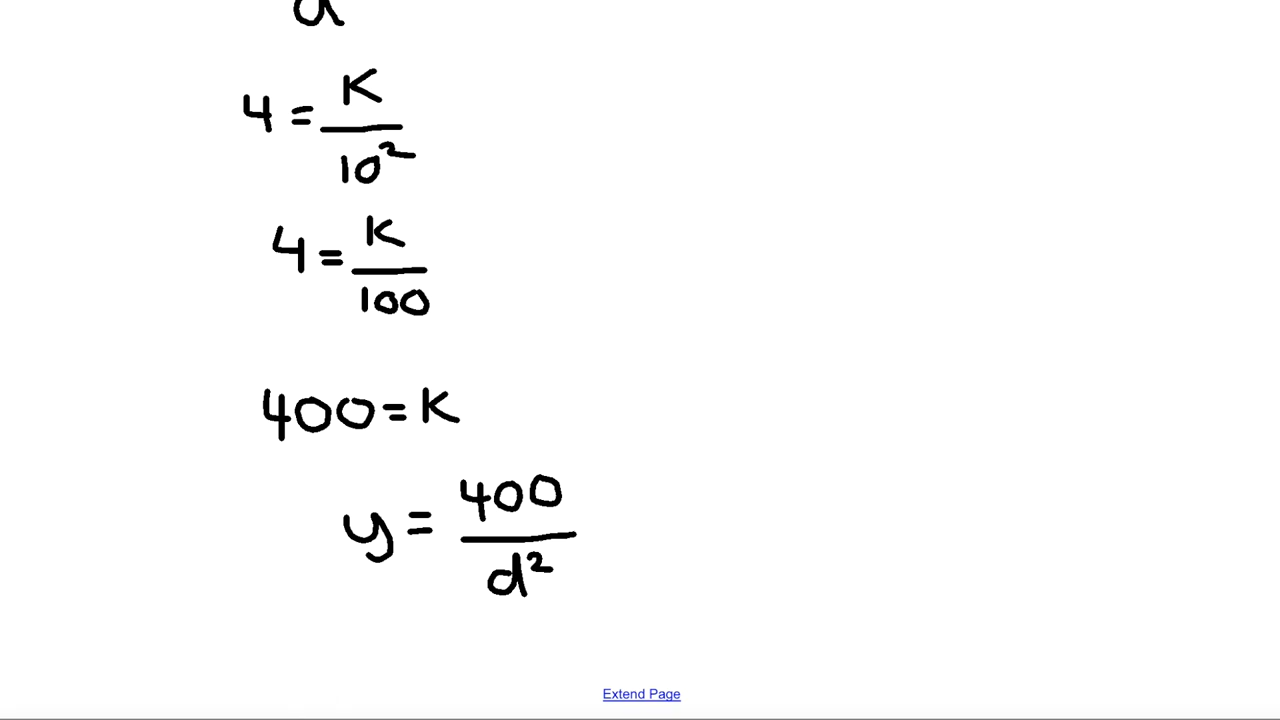 d
4 = K/10²
4 = K/100
400 = K
y = 400/d²
Extend Page